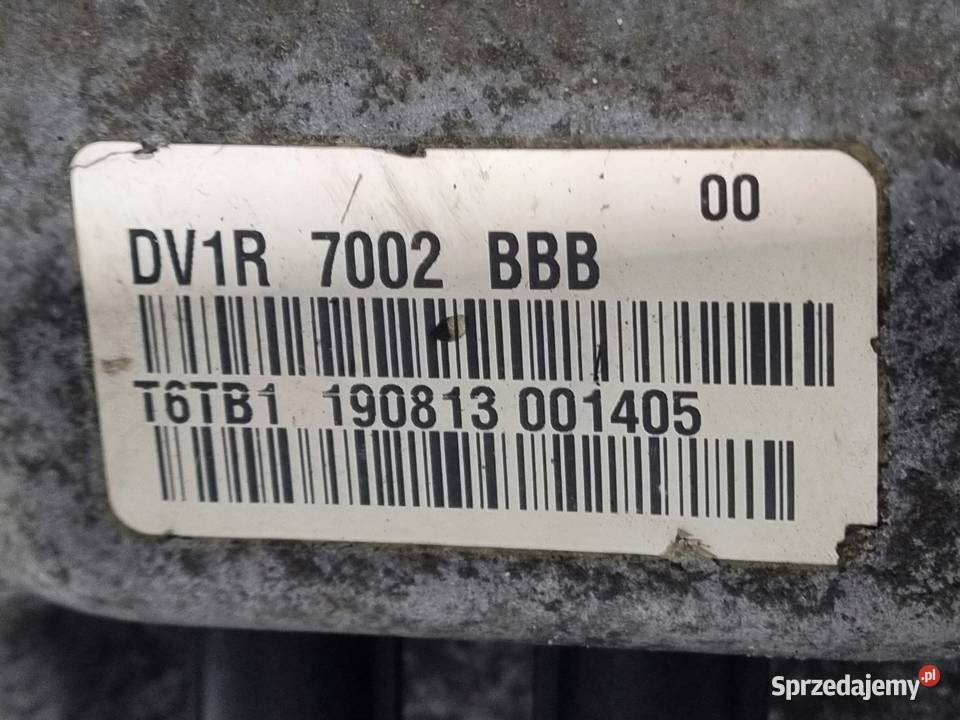 00
DV1R 7002 BBB
T6TB1 190813 001405
Sprzedajemy.pl